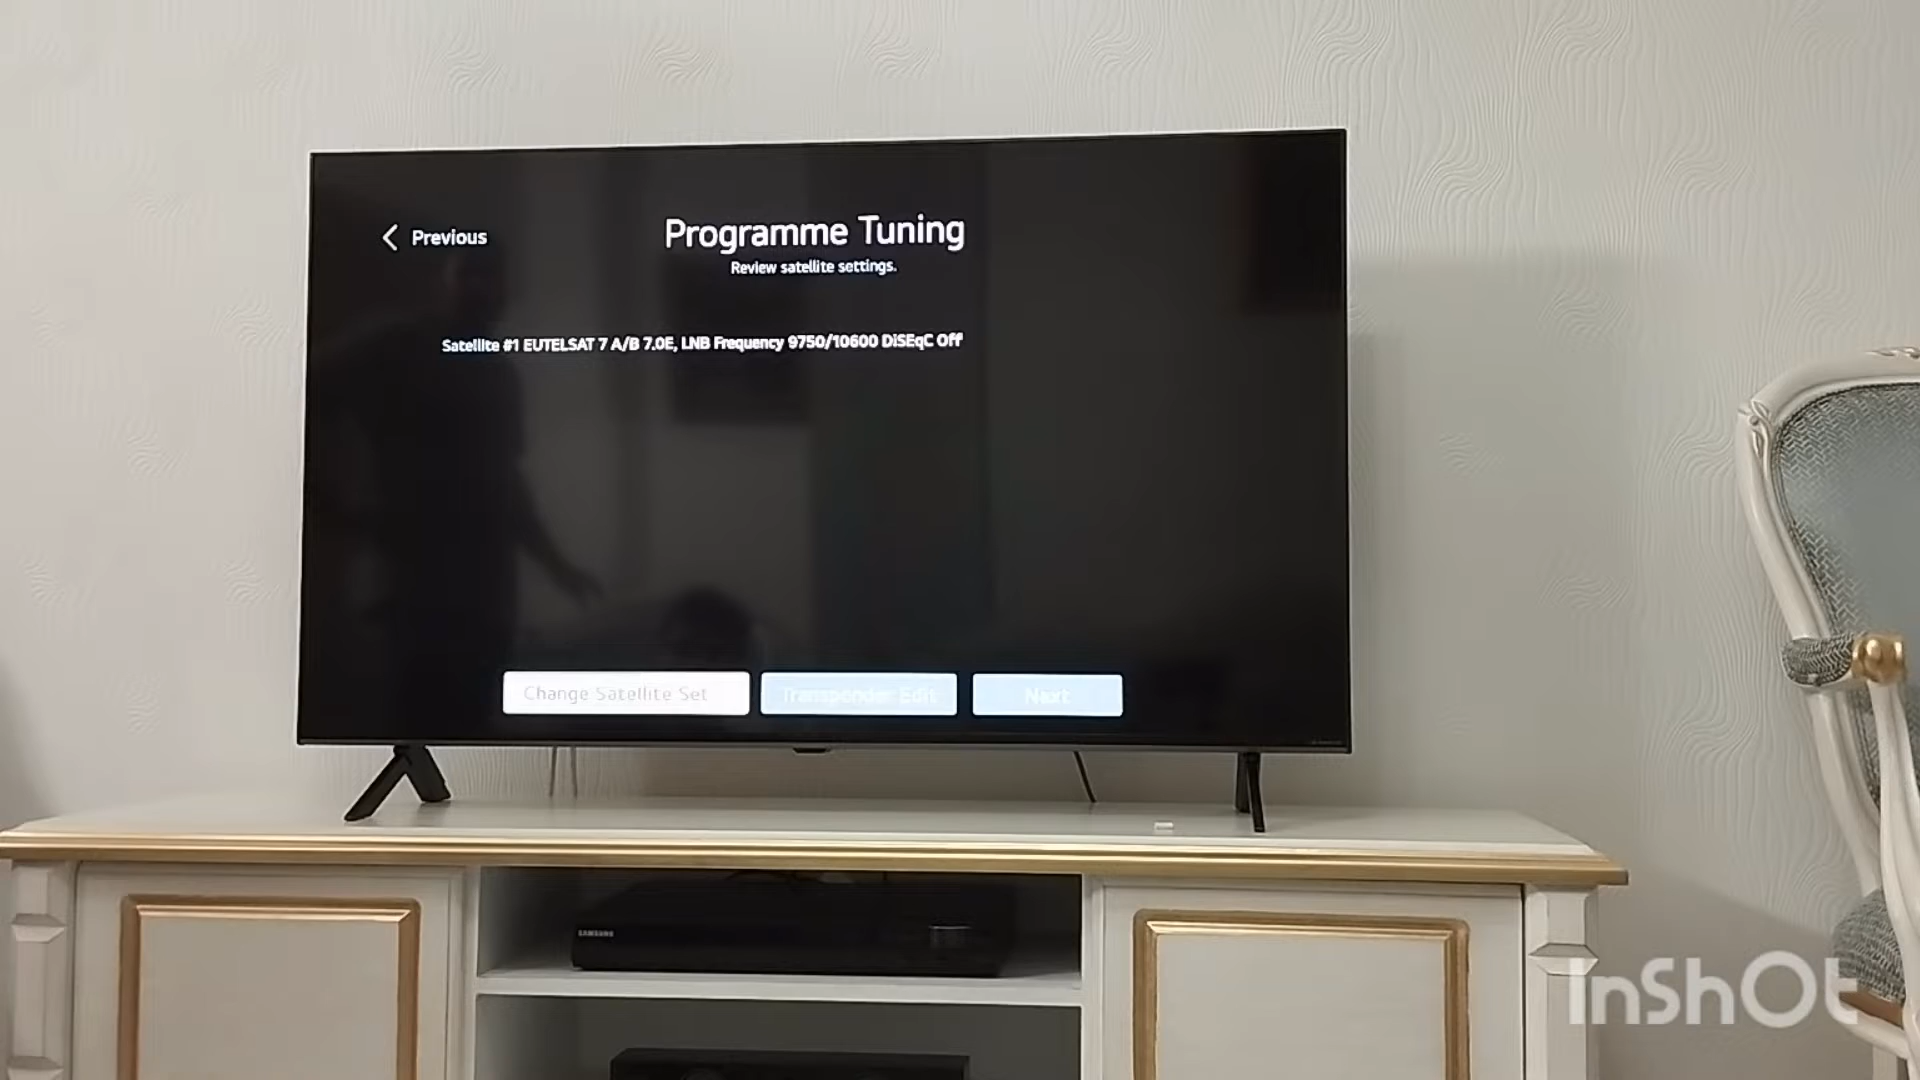 Previous
Programme Tuning
Review satellite settings.
Satellite #1 EUTELSAT 7 A/B 7.0E, LNB Frequency 9750/10600 DiSEqC Off
Change Satellite Set
Transponder Edit
Next
SAMSUNG
InShOt